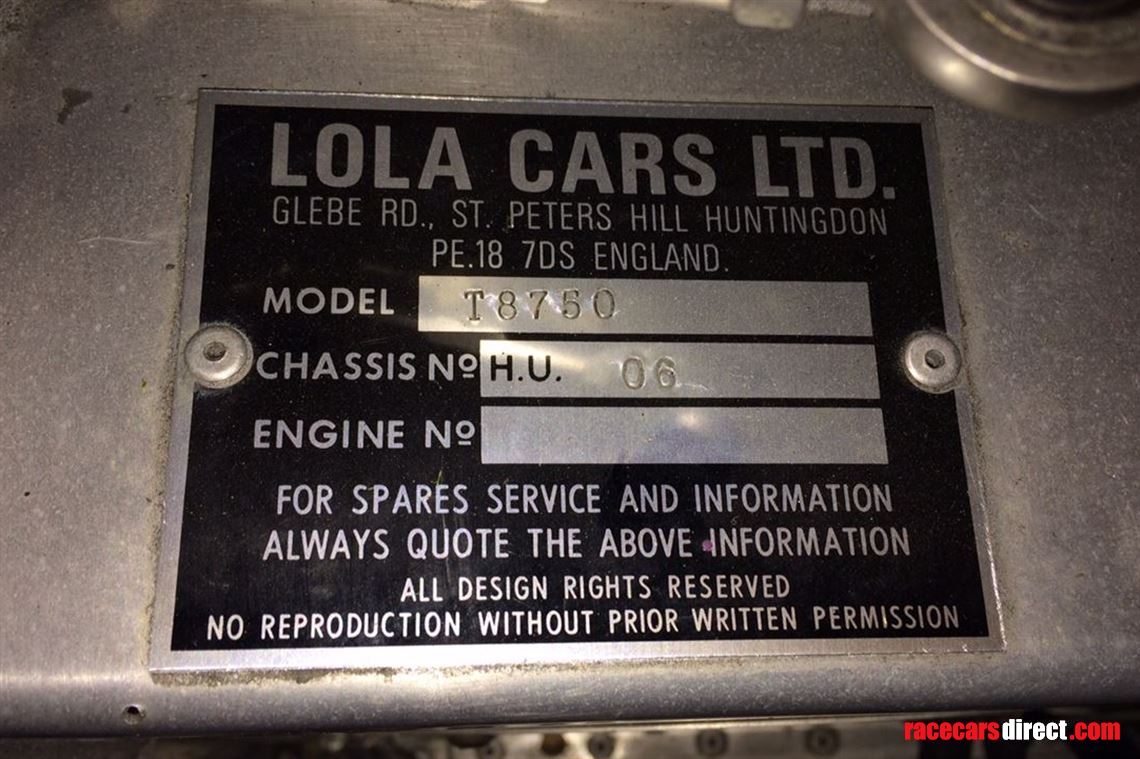 LOLA CARS LTD.
GLEBE RD., ST. PETERS HILL HUNTINGDON
PE.18 7DS ENGLAND.
MODEL T8750
CHASSIS Nº H.U. 06
ENGINE Nº
FOR SPARES SERVICE AND INFORMATION
ALWAYS QUOTE THE ABOVE INFORMATION
ALL DESIGN RIGHTS RESERVED
NO REPRODUCTION WITHOUT PRIOR WRITTEN PERMISSION
racecarsdirect.com